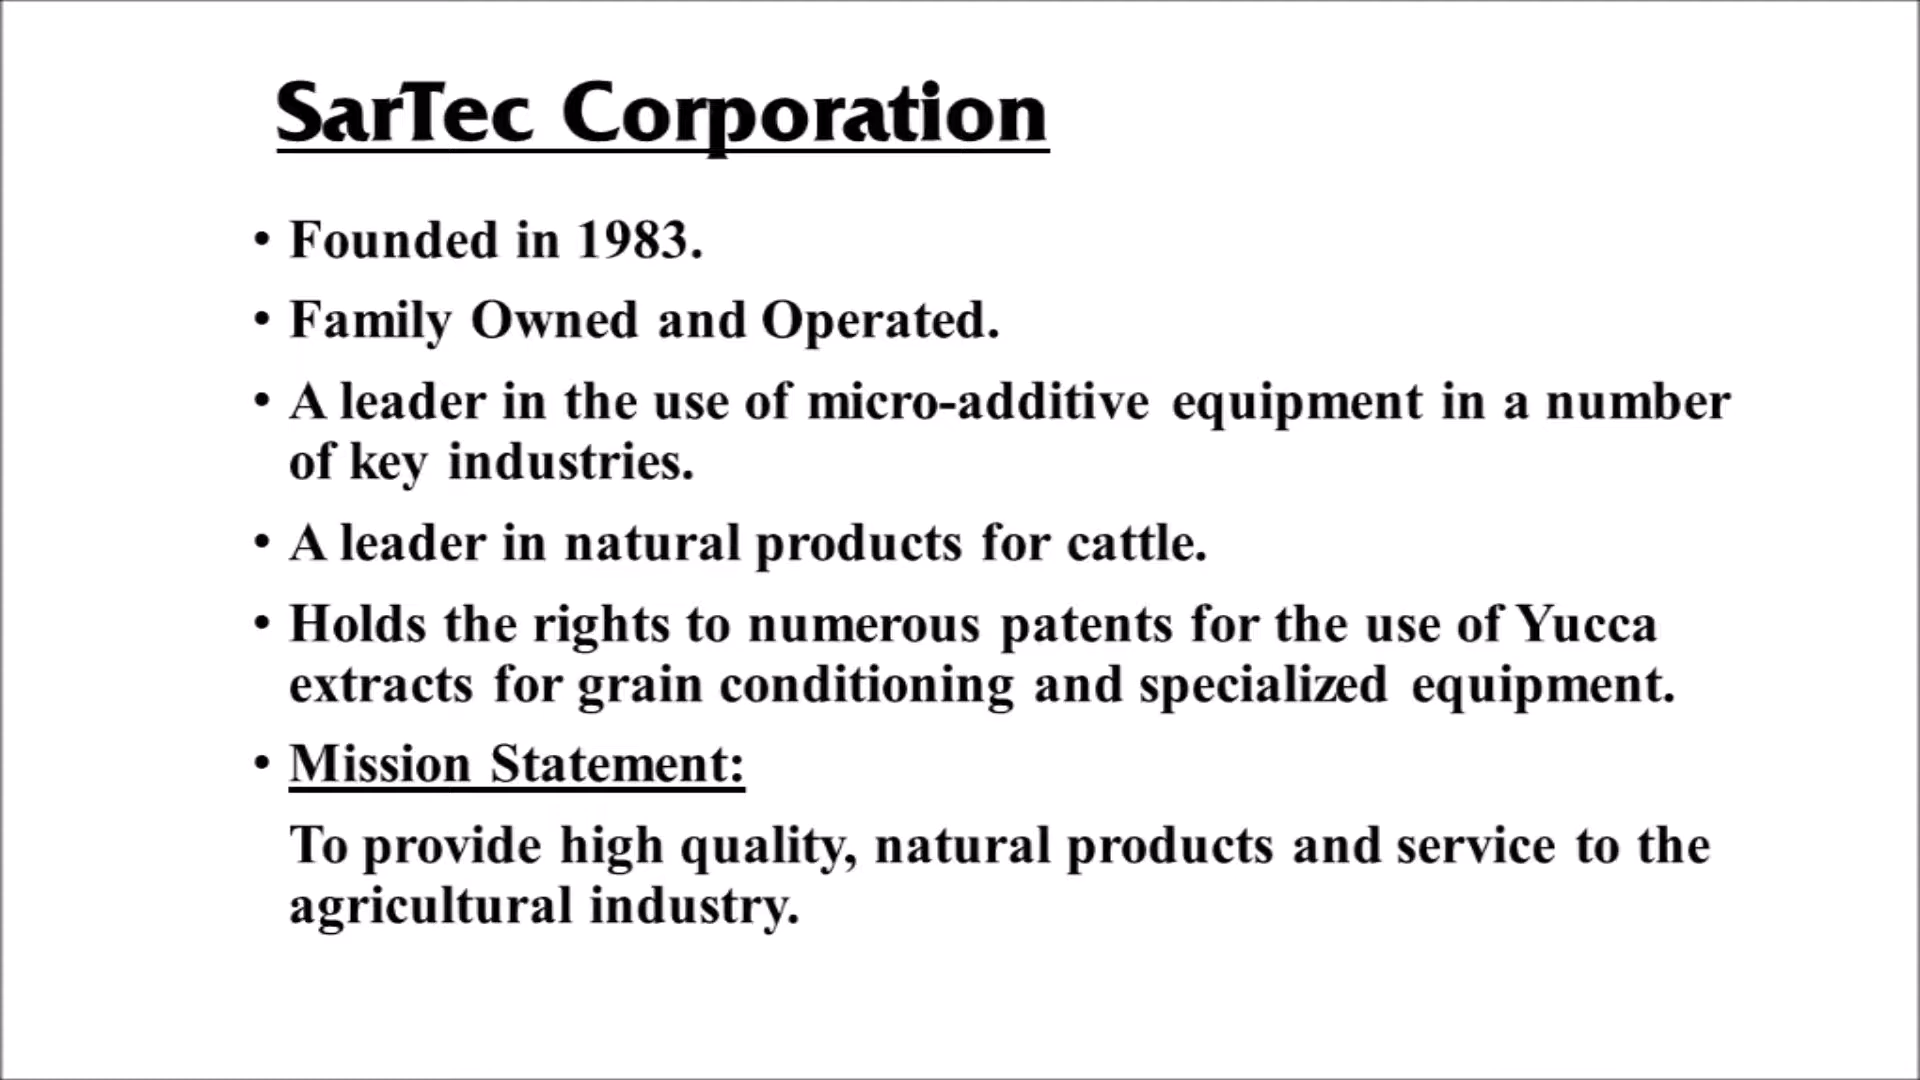 SarTec Corporation
• Founded in 1983.
• Family Owned and Operated.
• A leader in the use of micro-additive equipment in a number
of key industries.
• A leader in natural products for cattle.
• Holds the rights to numerous patents for the use of Yucca
extracts for grain conditioning and specialized equipment.
• Mission Statement:
To provide high quality, natural products and service to the
agricultural industry.